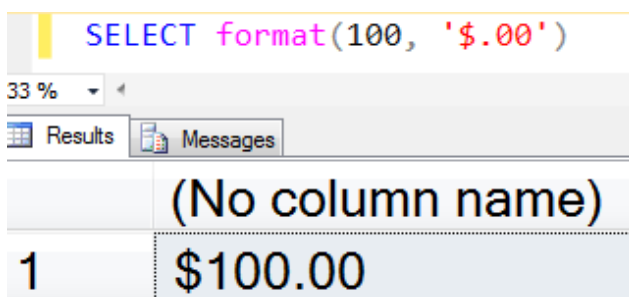 SELECT format(100, '$.00')
33 %
Results Messages
(No column name)
1 $100.00